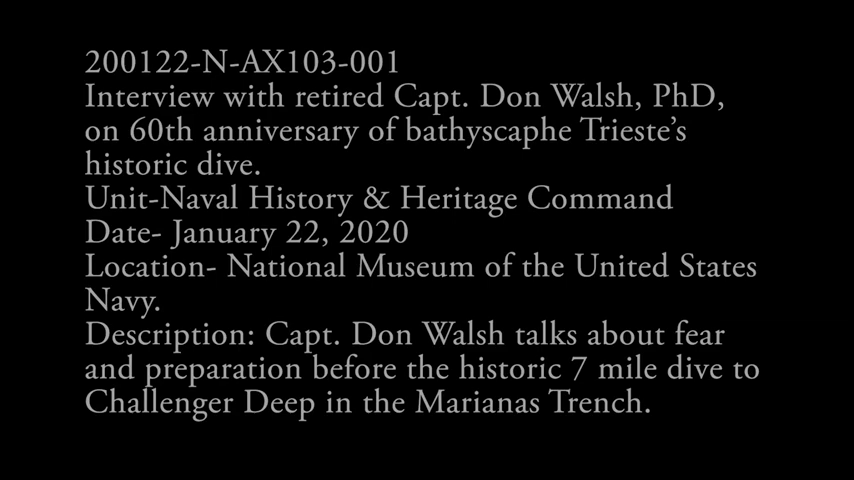 200122-N-AX103-001
Interview with retired Capt. Don Walsh, PhD,
on 60th anniversary of bathyscaphe Trieste’s
historic dive.
Unit-Naval History & Heritage Command
Date- January 22, 2020
Location- National Museum of the United States
Navy.
Description: Capt. Don Walsh talks about fear
and preparation before the historic 7 mile dive to
Challenger Deep in the Marianas Trench.